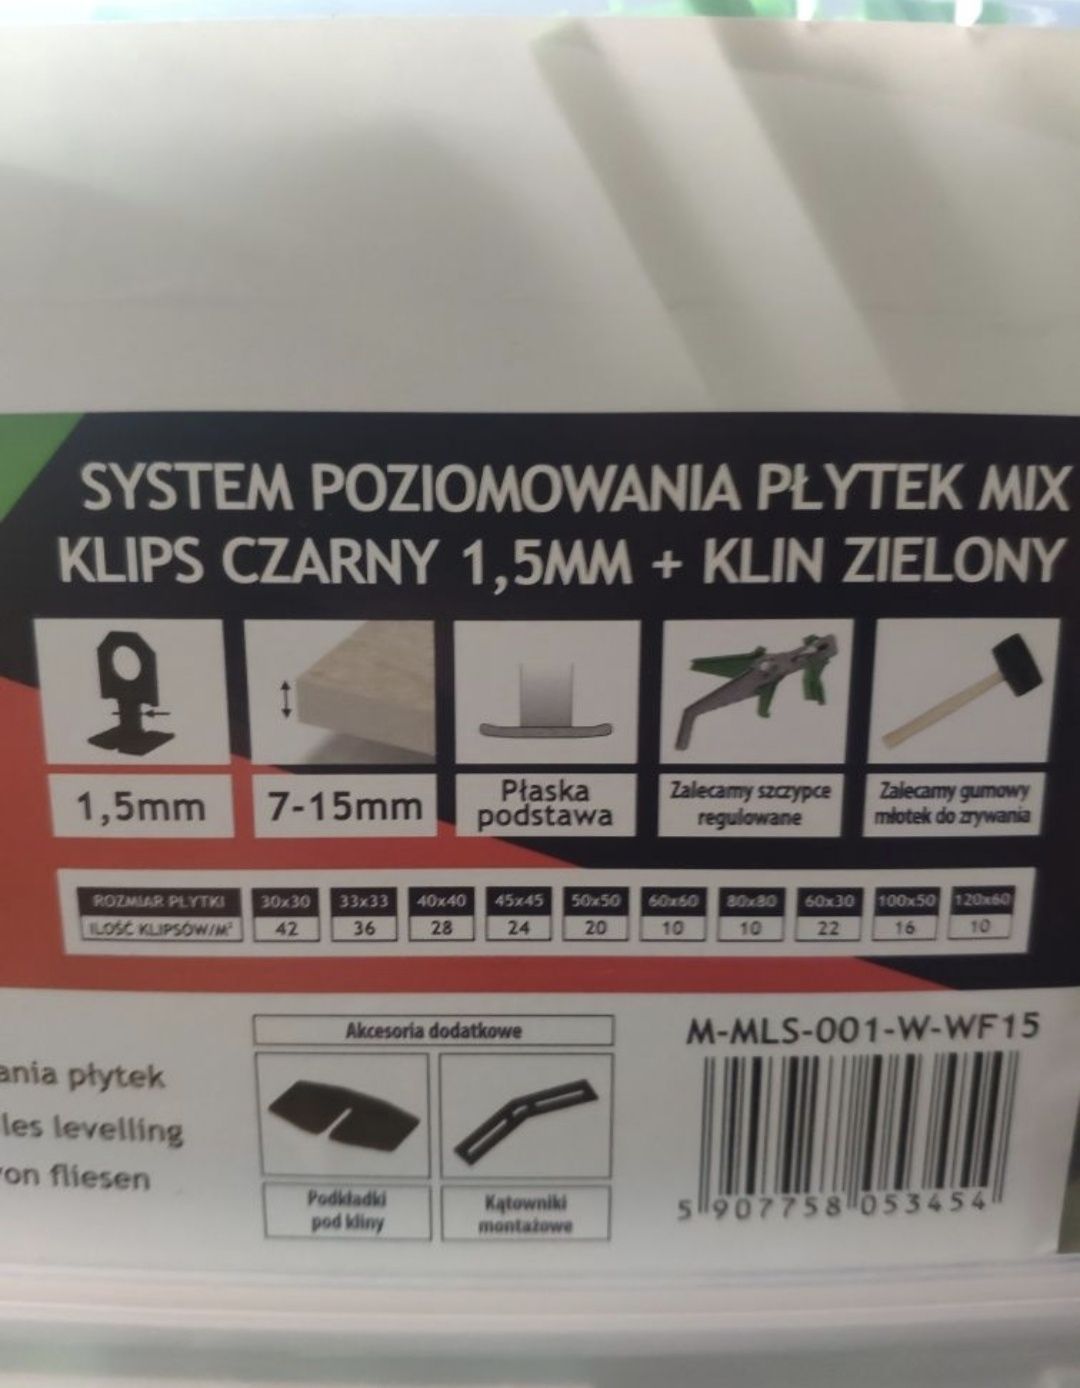 SYSTEM POZIOMOWANIA PŁYTEK MIX
KLIPS CZARNY 1,5MM + KLIN ZIELONY
1,5mm
7-15mm
Płaska
podstawa
Zalecamy szczypce
regulowane
Zalecamy gumowy
młotek do zrywania
ROZMIAR PŁYTKI 30x30 33x33 40x40 45x45 50x50 60x60 80x80 60x30 100x50 120x60
ILOŚĆ KLIPSÓW/M² 42 36 28 24 20 10 10 22 16 10
Akcesoria dodatkowe
Podkładki
pod kliny
Kątowniki
montażowe
M-MLS-001-W-WF15
5 907758 053454
ania płytek
les levelling
von fliesen